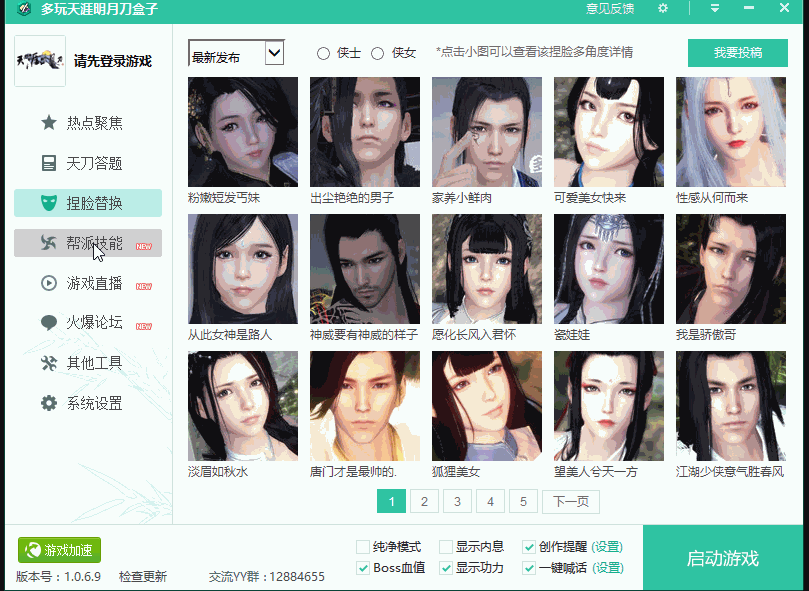 多玩天涯明月刀盒子
意见反馈
请先登录游戏
热点聚焦
天刀答题
捏脸替换
帮派技能 NEW
游戏直播 NEW
火爆论坛 NEW
其他工具
系统设置
最新发布
侠士 侠女
*点击小图可以查看该捏脸多角度详情
我要投稿
粉嫩短发丐妹 出尘艳绝的男子 家养小鲜肉 可爱美女快来 性感从何而来
从此女神是路人 神威要有神威的样子 愿化长风入君怀 瓷娃娃 我是骄傲哥
淡眉如秋水 唐门才是最帅的. 狐狸美女 望美人兮天一方 江湖少侠意气胜春风
1 2 3 4 5 下一页
游戏加速
版本号：1.0.6.9 检查更新 交流YY群：12884655
纯净模式 显示内息 创作提醒 (设置)
Boss血值 显示功力 一键喊话 (设置)
启动游戏